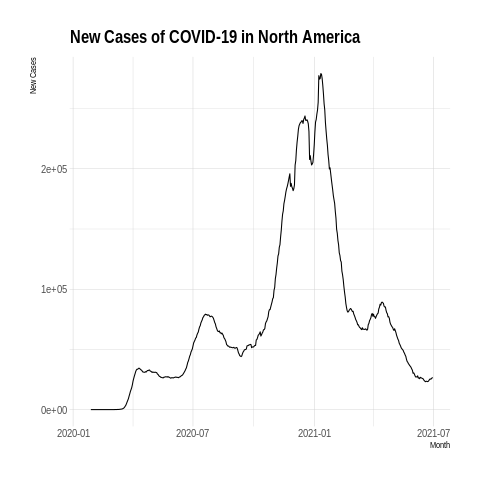 New Cases of COVID-19 in North America
New Cases
2e+05
1e+05
0e+00
2020-01 2020-07 2021-01 2021-07
Month